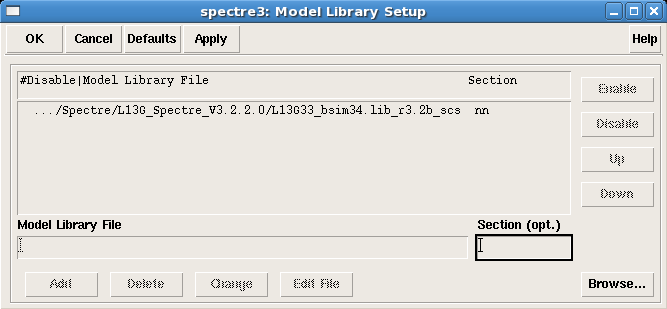 spectre3: Model Library Setup
OK Cancel Defaults Apply Help
#Disable|Model Library File Section
.../Spectre/L13G_Spectre_V3.2.2.0/L13G33_bsim34.lib_r3.2b_scs nn
Enable
Disable
Up
Down
Model Library File Section (opt.)
Add Delete Change Edit File Browse...